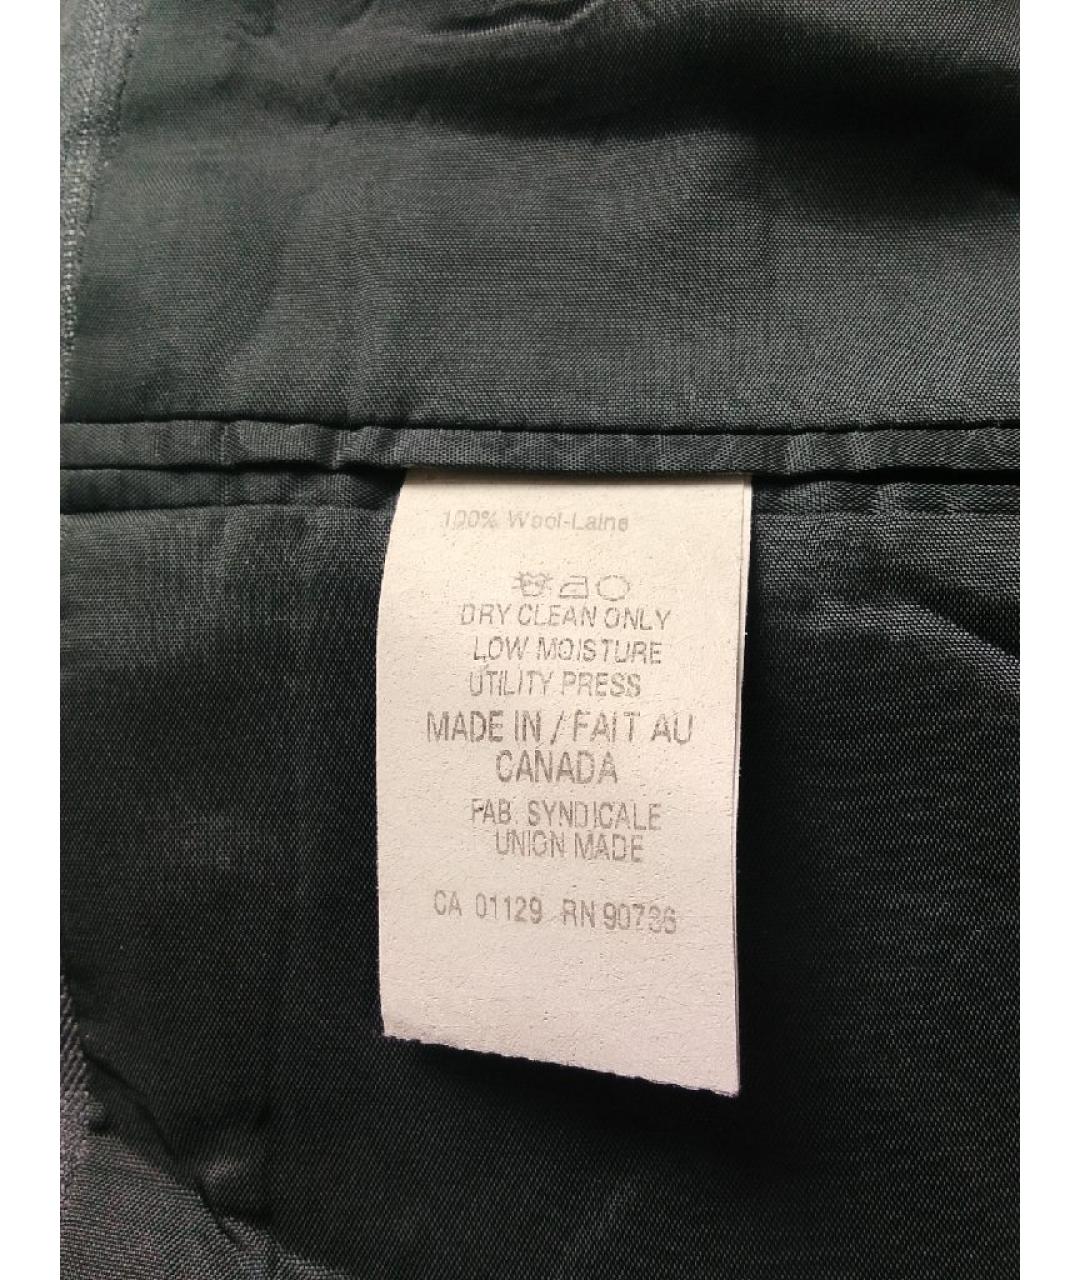 100% Wool-Laine
DRY CLEAN ONLY
LOW MOISTURE
UTILITY PRESS
MADE IN / FAIT AU
CANADA
FAB. SYNDICALE
UNION MADE
CA 01129 RN 90736